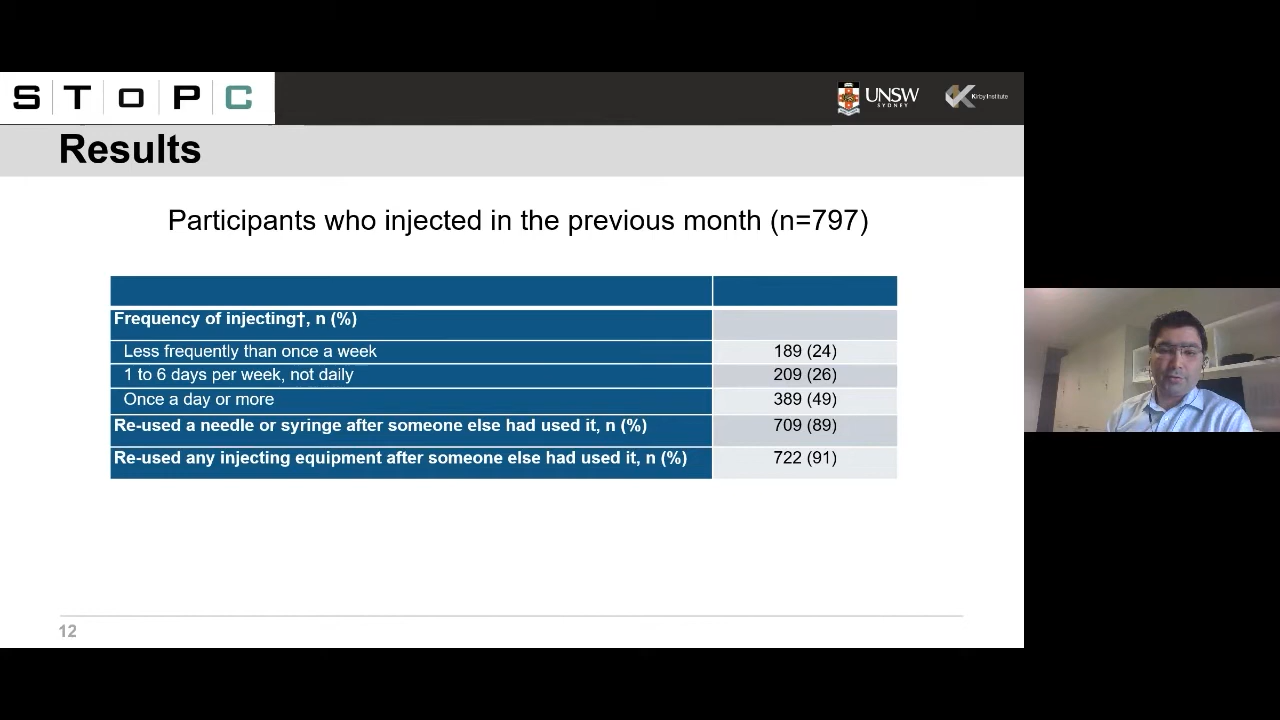 STOPC
UNSW
SYDNEY
Kirby Institute
Results
Participants who injected in the previous month (n=797)
Frequency of injecting†, n (%)
Less frequently than once a week 189 (24)
1 to 6 days per week, not daily 209 (26)
Once a day or more 389 (49)
Re-used a needle or syringe after someone else had used it, n (%) 709 (89)
Re-used any injecting equipment after someone else had used it, n (%) 722 (91)
12